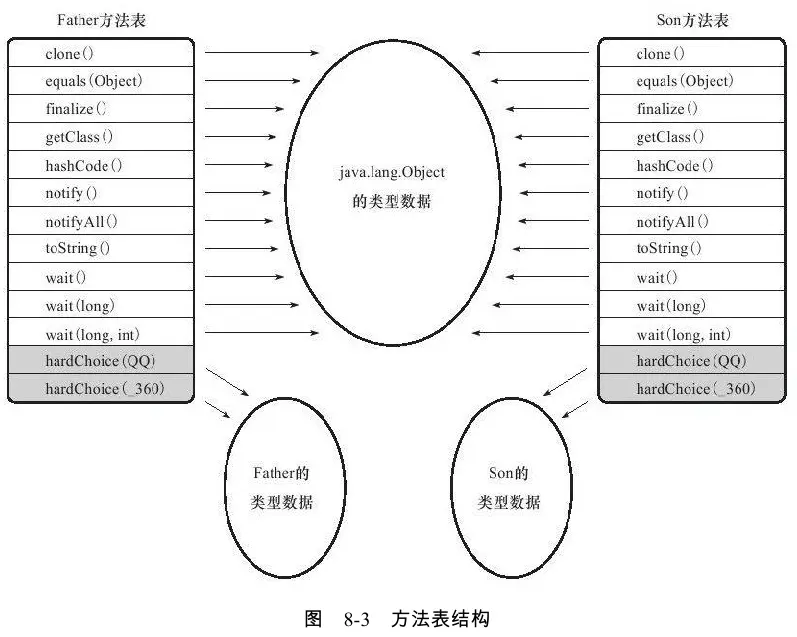 Father方法表
clone()
equals(Object)
finalize()
getClass()
hashCode()
notify()
notifyAll()
toString()
wait()
wait(long)
wait(long, int)
hardChoice(QQ)
hardChoice(_360)
java.lang.Object
的类型数据
Son方法表
clone()
equals(Object)
finalize()
getClass()
hashCode()
notify()
notifyAll()
toString()
wait()
wait(long)
wait(long, int)
hardChoice(QQ)
hardChoice(_360)
Father的
类型数据
Son的
类型数据
图 8-3 方法表结构